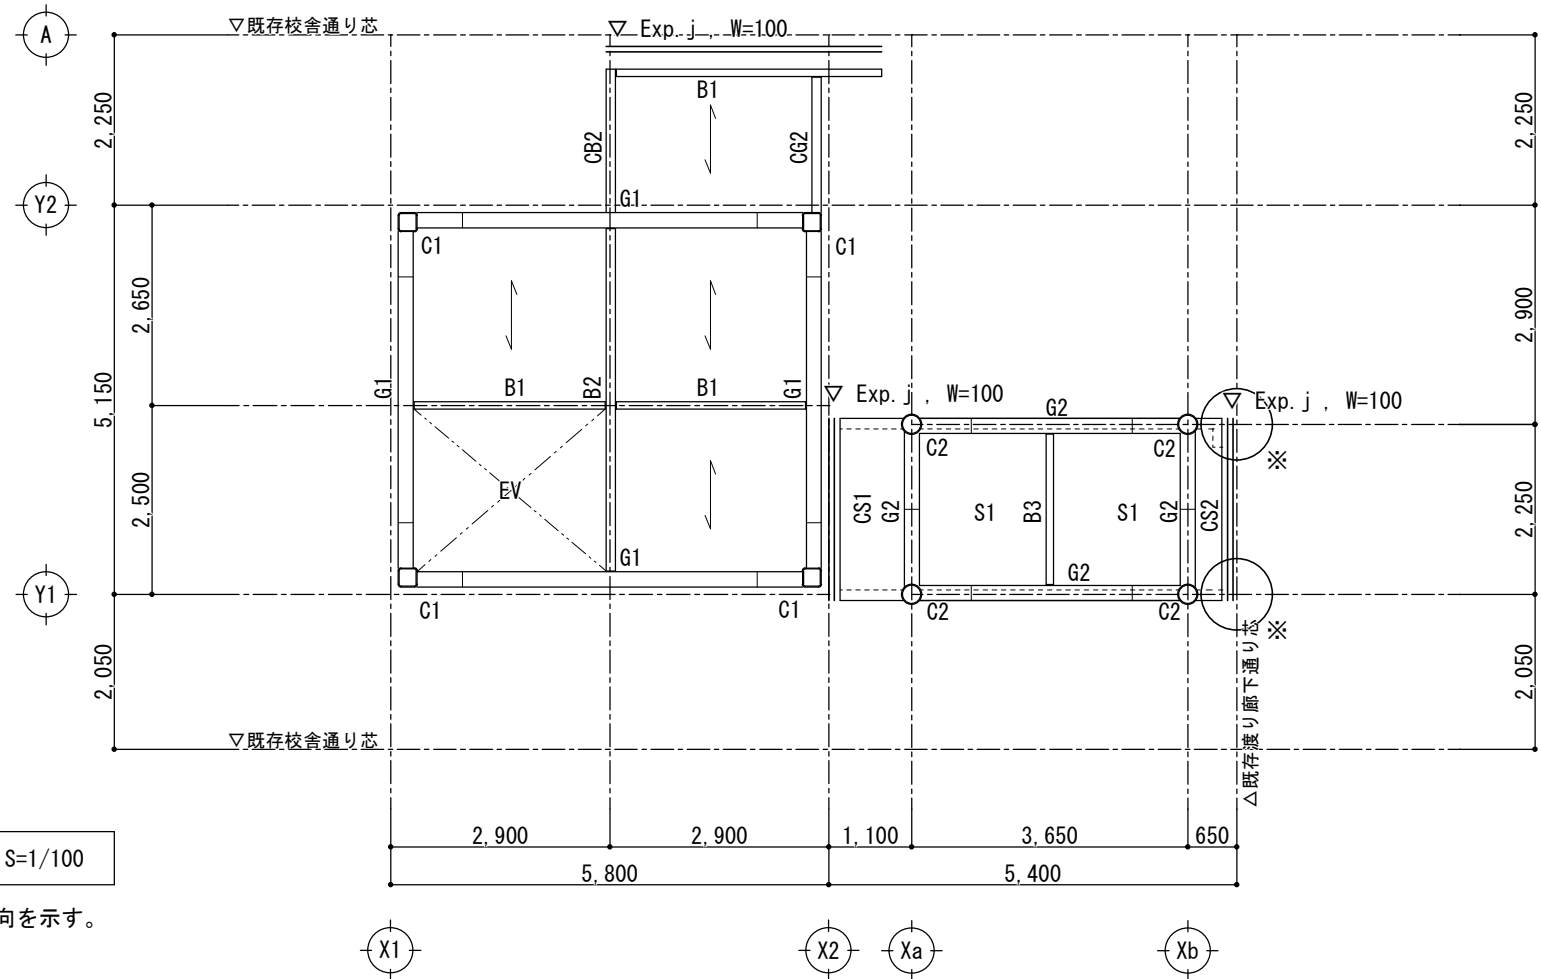 A
▽既存校舎通り芯
▽ Exp.j , W=100
2,250
B1
2,250
CB2
CG2
Y2
G1
C1
C1
2,650
2,900
5,150
G1
B1
B2
B1
G1
▽ Exp.j , W=100
G2
▽ Exp.j , W=100
C2
C2
※
2,500
EV
CS1
G2
S1
B3
S1
G2
CS2
2,250
G1
G2
Y1
C1
C1
C2
C2
※
2,050
△既存渡り廊下通り芯
2,050
▽既存校舎通り芯
2,900
2,900
1,100
3,650
650
S=1/100
5,800
5,400
向を示す。
X1
X2
Xa
Xb